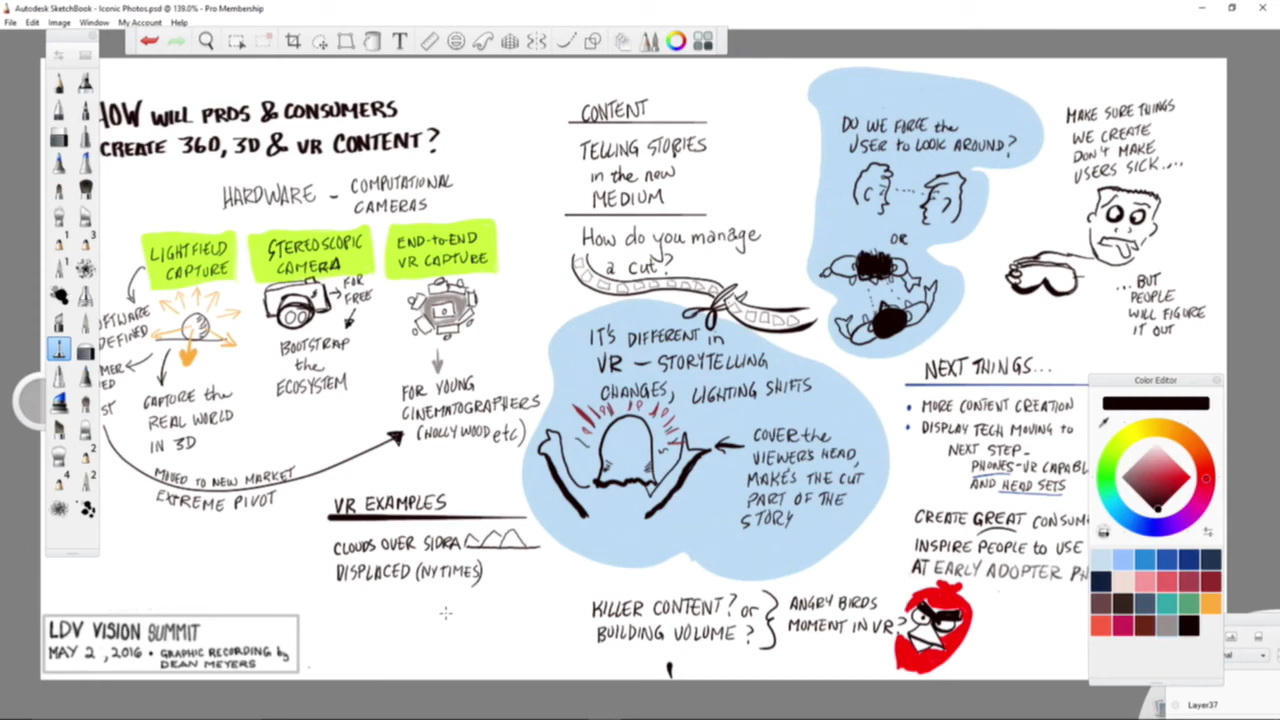 Autodesk SketchBook - Iconic Photos.psd @ 139.0% - Pro Membership
File Edit Image Window My Account Help
HOW WILL PROS & CONSUMERS
CREATE 360, 3D & VR CONTENT?
HARDWARE - COMPUTATIONAL
CAMERAS
LIGHTFIELD
CAPTURE
STEREOSCOPIC
CAMERA
END-to-END
VR CAPTURE
FOR
FREE
BOOTSTRAP
the
ECOSYSTEM
CAPTURE the
REAL WORLD
IN 3D
FOR YOUNG
CINEMATOGRAPHERS
(HOLLYWOOD etc)
MOVED TO NEW MARKET
EXTREME PIVOT
VR EXAMPLES
CLOUDS OVER SIDRA
DISPLACED (NYTIMES)
LDV VISION SUMMIT
MAY 2, 2016 • GRAPHIC RECORDING by
DEAN MEYERS
CONTENT
TELLING STORIES
in the new
MEDIUM
How do you manage
a cut?
IT'S DIFFERENT in
VR — STORYTELLING
CHANGES, LIGHTING SHIFTS
COVER the
VIEWER'S HEAD,
MAKES THE CUT
PART OF THE
STORY
KILLER CONTENT? or
BUILDING VOLUME?
ANGRY BIRDS
MOMENT IN VR?
DO WE FORCE the
USER TO LOOK AROUND?
OR
MAKE SURE THINGS
WE CREATE
DON'T MAKE
USERS SICK....
...BUT
PEOPLE
WILL FIGURE
IT OUT
NEXT THINGS...
• MORE CONTENT CREATION
• DISPLAY TECH MOVING to
NEXT STEP-
PHONES-VR CAPABL
AND HEAD SETS
CREATE GREAT CONSUM
INSPIRE PEOPLE to USE
AT EARLY ADOPTER PH
Color Editor
Layer37